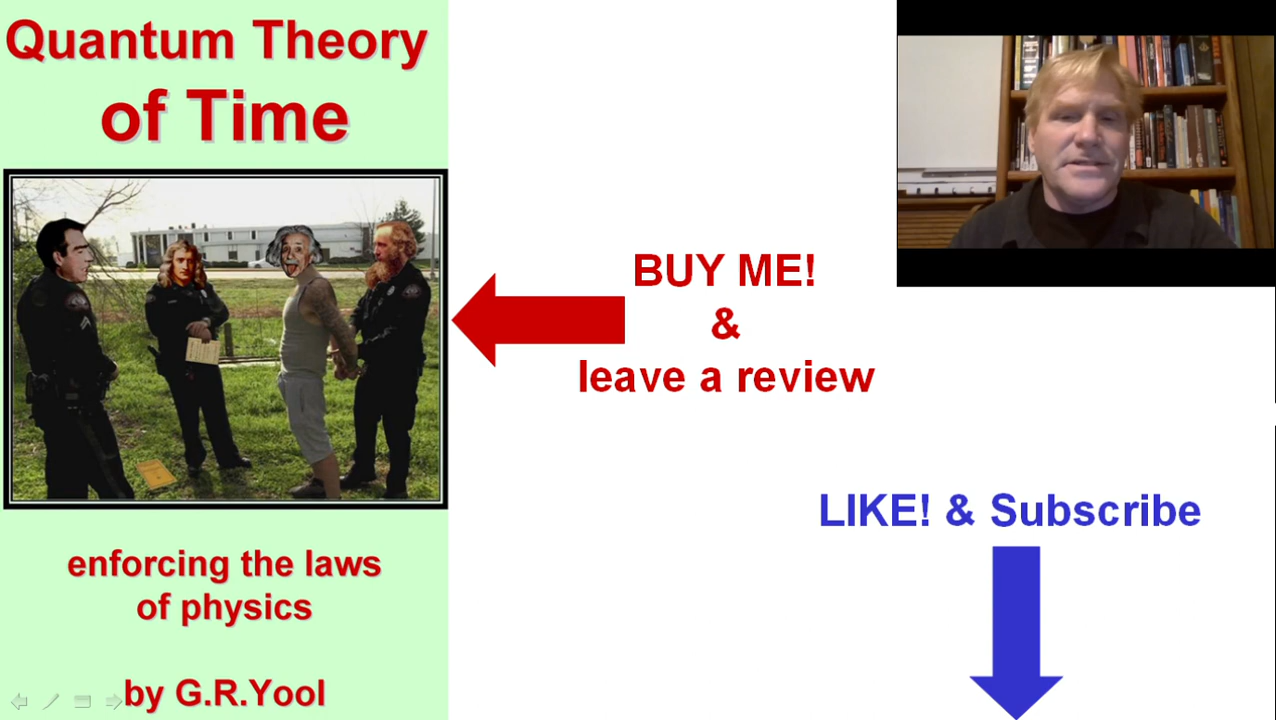 Quantum Theory
of Time
enforcing the laws
of physics
by G.R.Yool
BUY ME!
&
leave a review
LIKE! & Subscribe